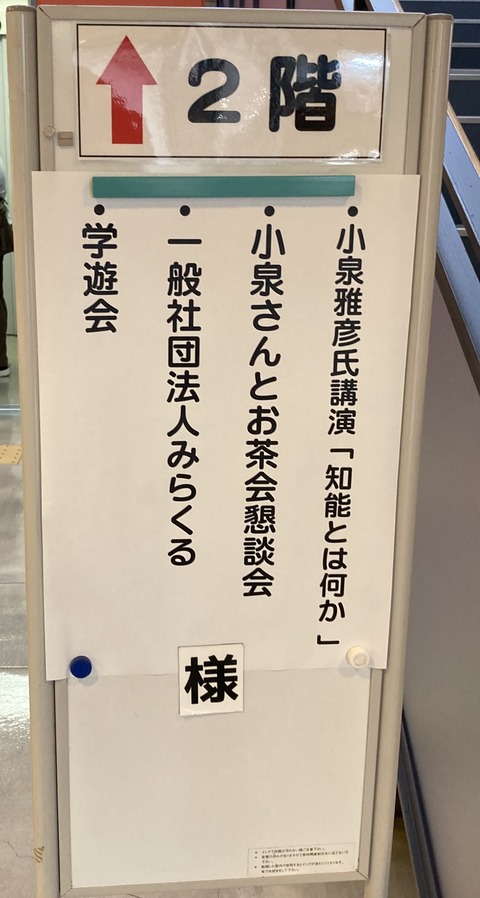 ２階
・小泉雅彦氏講演「知能とは何か」
・小泉さんとお茶会懇談会
・一般社団法人みらくる
・学遊会
様